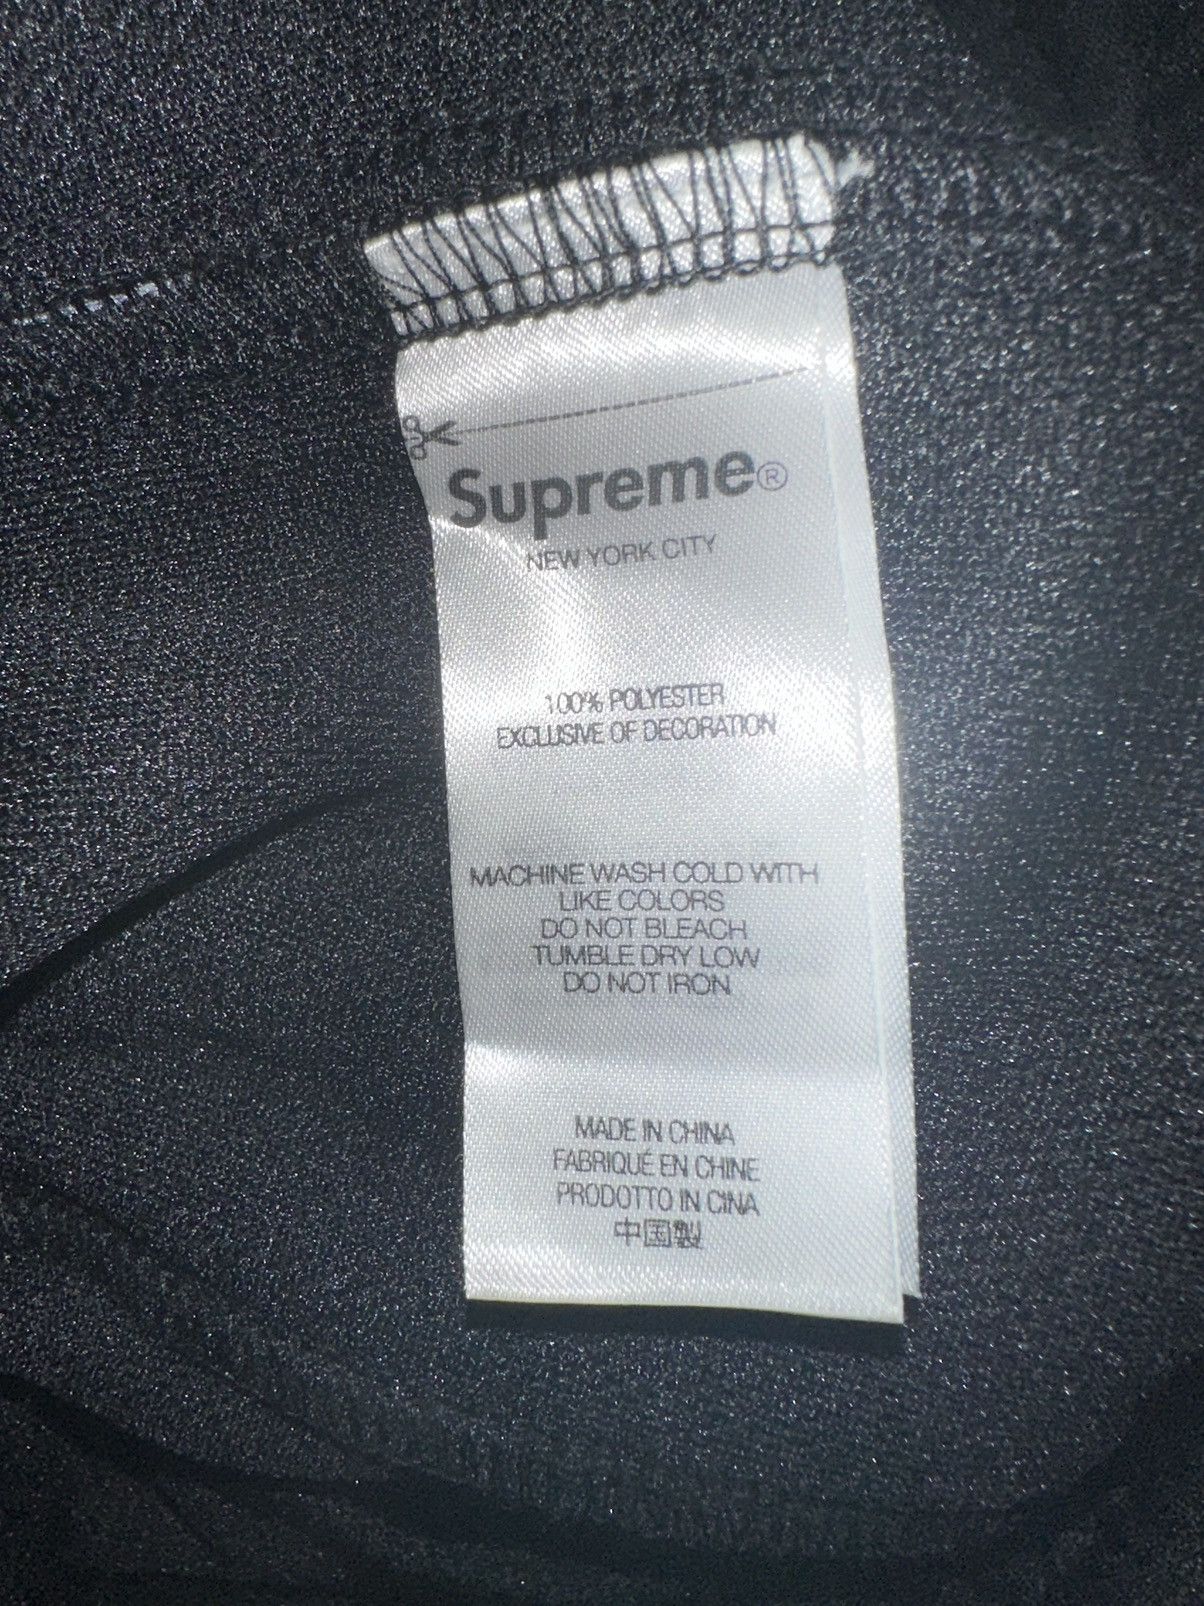 Supreme®
NEW YORK CITY
100% POLYESTER
EXCLUSIVE OF DECORATION
MACHINE WASH COLD WITH
LIKE COLORS
DO NOT BLEACH
TUMBLE DRY LOW
DO NOT IRON
MADE IN CHINA
FABRIQUÉ EN CHINE
PRODOTTO IN CINA
中国製